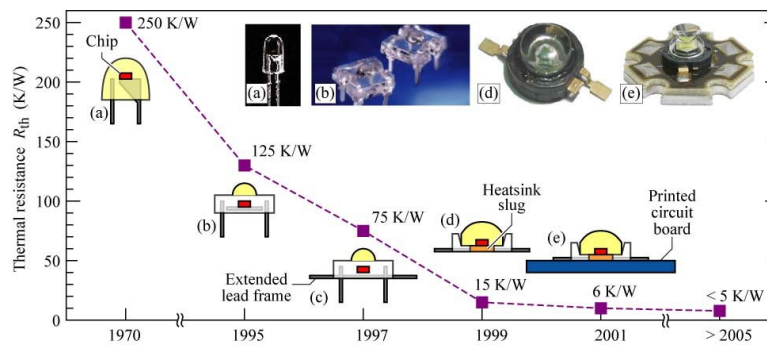 Thermal resistance Rth (K/W)
250
200
150
100
50
0
250 K/W
Chip
(a)
(a)
(b)
(d)
(e)
125 K/W
(b)
75 K/W
Extended
lead frame
(c)
(d)
Heatsink
slug
15 K/W
(e)
Printed
circuit
board
6 K/W
< 5 K/W
1970
1995
1997
1999
2001
> 2005